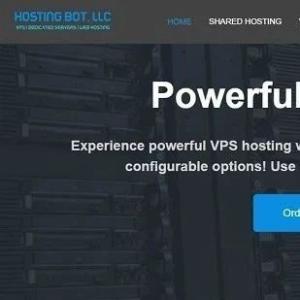 HOSTING BOT, LLC
VPS | DEDICATED SERVERS | WEB HOSTING
HOME SHARED HOSTING
Powerful
Experience powerful VPS hosting
configurable options! Use
Ord